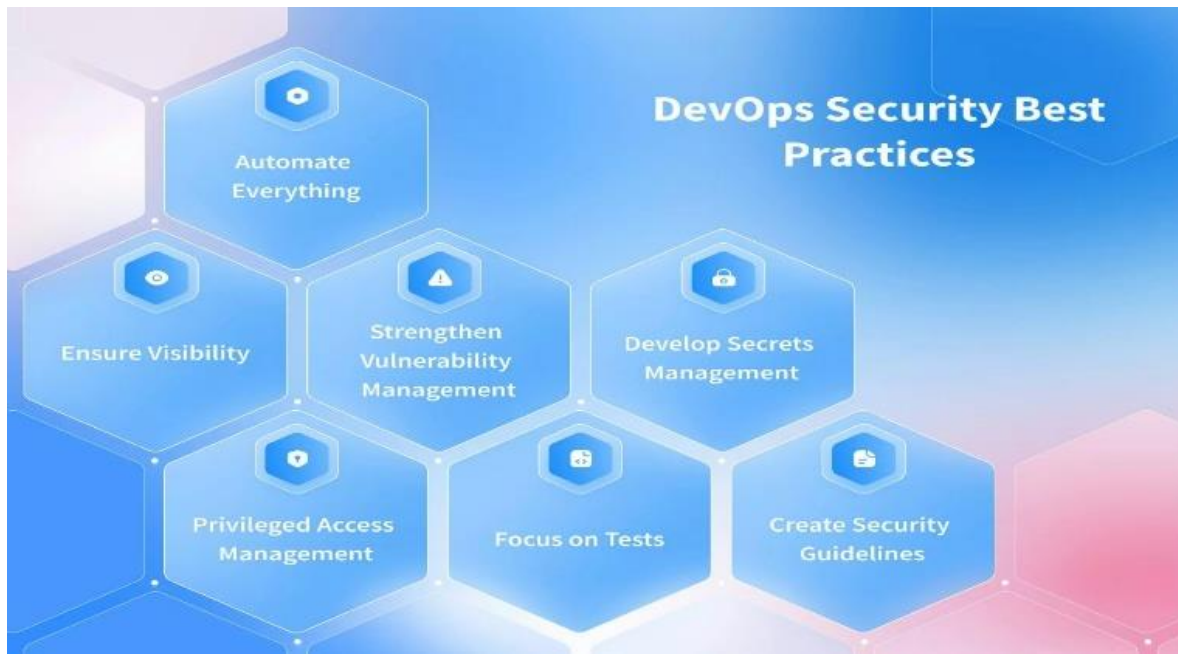 DevOps Security Best
Practices
Automate
Everything
Ensure Visibility
Strengthen
Vulnerability
Management
Develop Secrets
Management
Privileged Access
Management
Focus on Tests
Create Security
Guidelines